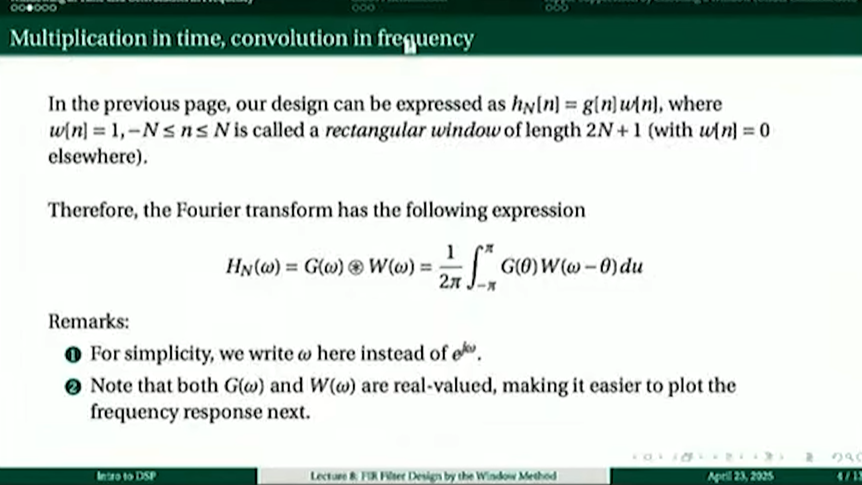 Multiplication in time, convolution in frequency
In the previous page, our design can be expressed as h_N[n] = g[n]w[n], where
w[n] = 1, −N ≤ n ≤ N is called a rectangular window of length 2N + 1 (with w[n] = 0
elsewhere).
Therefore, the Fourier transform has the following expression
H_N(ω) = G(ω) ⊛ W(ω) = \frac{1}{2π} ∫_{−π}^{π} G(θ)W(ω − θ)du
Remarks:
1 For simplicity, we write ω here instead of e^{jω}.
2 Note that both G(ω) and W(ω) are real-valued, making it easier to plot the
frequency response next.
Intro to DSP Lecture 8: FIR Filter Design by the Window Method April 23, 2025